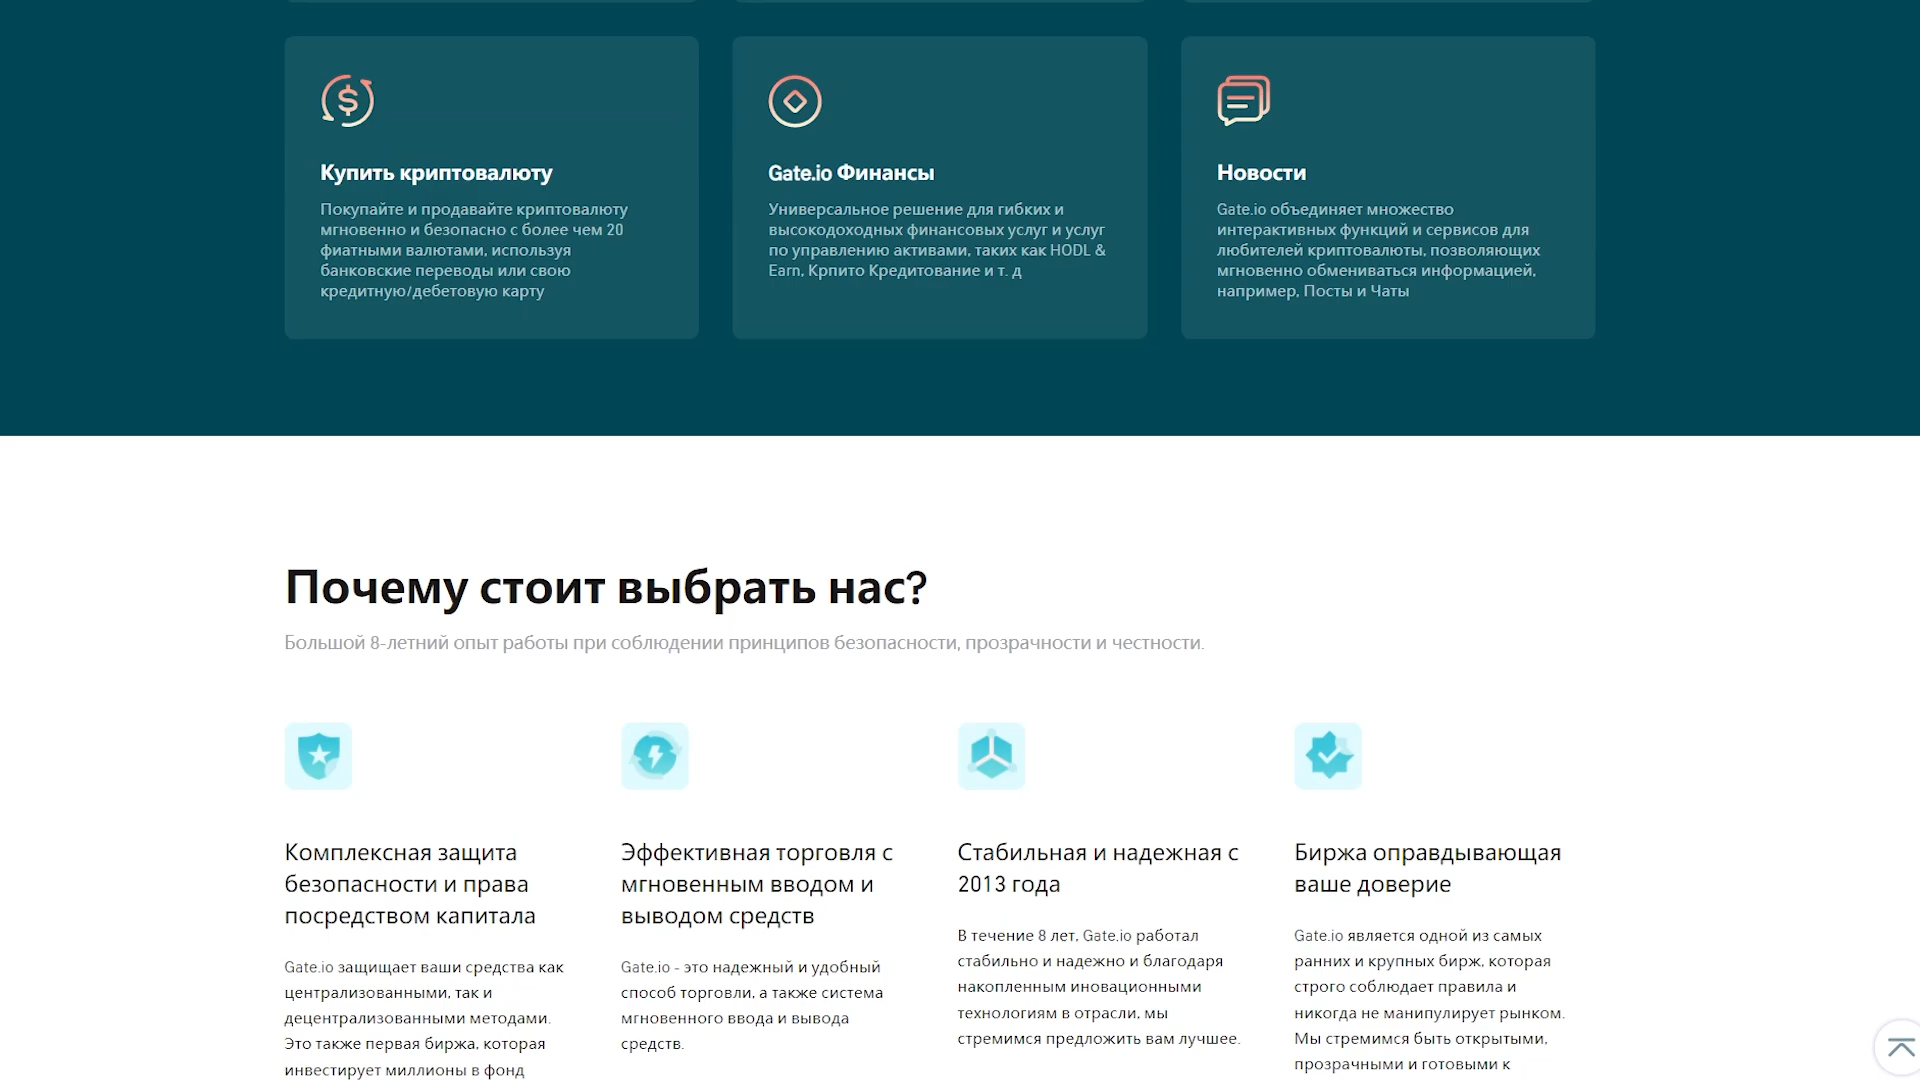 Купить криптовалюту
Покупайте и продавайте криптовалюту
мгновенно и безопасно с более чем 20
фиатными валютами, используя
банковские переводы или свою
кредитную/дебетовую карту
Gate.io Финансы
Универсальное решение для гибких и
высокодоходных финансовых услуг и услуг
по управлению активами, таких как HODL &
Earn, Крпито Кредитование и т. д
Новости
Gate.io объединяет множество
интерактивных функций и сервисов для
любителей криптовалюты, позволяющих
мгновенно обмениваться информацией,
например, Посты и Чаты
Почему стоит выбрать нас?
Большой 8-летний опыт работы при соблюдении принципов безопасности, прозрачности и честности.
Комплексная защита
безопасности и права
посредством капитала
Gate.io защищает ваши средства как
централизованными, так и
децентрализованными методами.
Это также первая биржа, которая
инвестирует миллионы в фонд
Эффективная торговля с
мгновенным вводом и
выводом средств
Gate.io - это надежный и удобный
способ торговли, а также система
мгновенного ввода и вывода
средств.
Стабильная и надежная с
2013 года
В течение 8 лет, Gate.io работал
стабильно и надежно и благодаря
накопленным иновационными
технологиям в отрасли, мы
стремимся предложить вам лучшее.
Биржа оправдывающая
ваше доверие
Gate.io является одной из самых
ранних и крупных бирж, которая
строго соблюдает правила и
никогда не манипулирует рынком.
Мы стремимся быть открытыми,
прозрачными и готовыми к